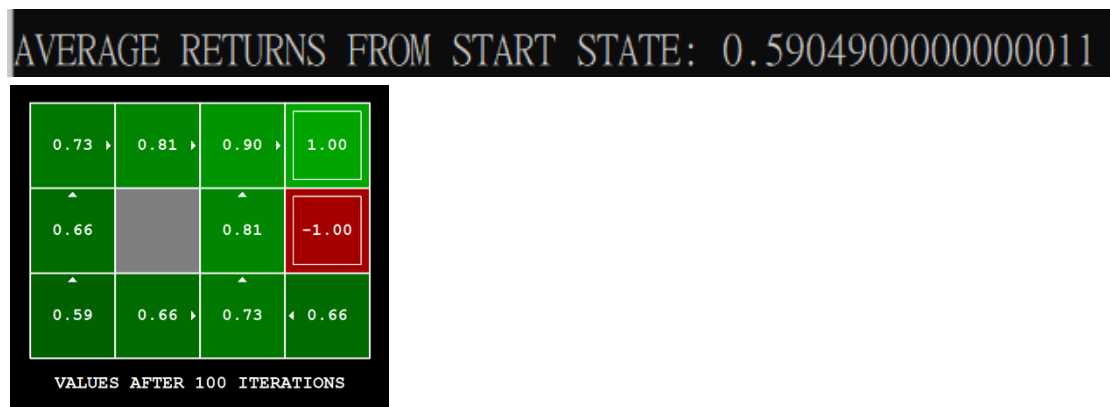 AVERAGE RETURNS FROM START STATE: 0.5904900000000011
0.73 0.81 0.90 1.00
0.66 0.81 -1.00
0.59 0.66 0.73 0.66
VALUES AFTER 100 ITERATIONS